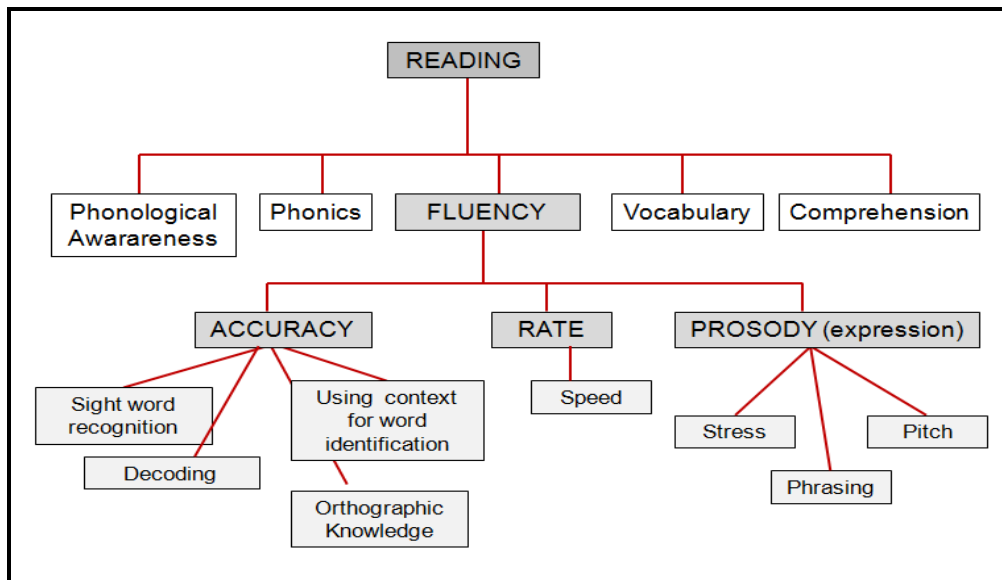 READING
Phonological
Awarareness
Phonics
FLUENCY
Vocabulary
Comprehension
ACCURACY
RATE
PROSODY (expression)
Sight word
recognition
Decoding
Using context
for word
identification
Orthographic
Knowledge
Speed
Stress
Phrasing
Pitch